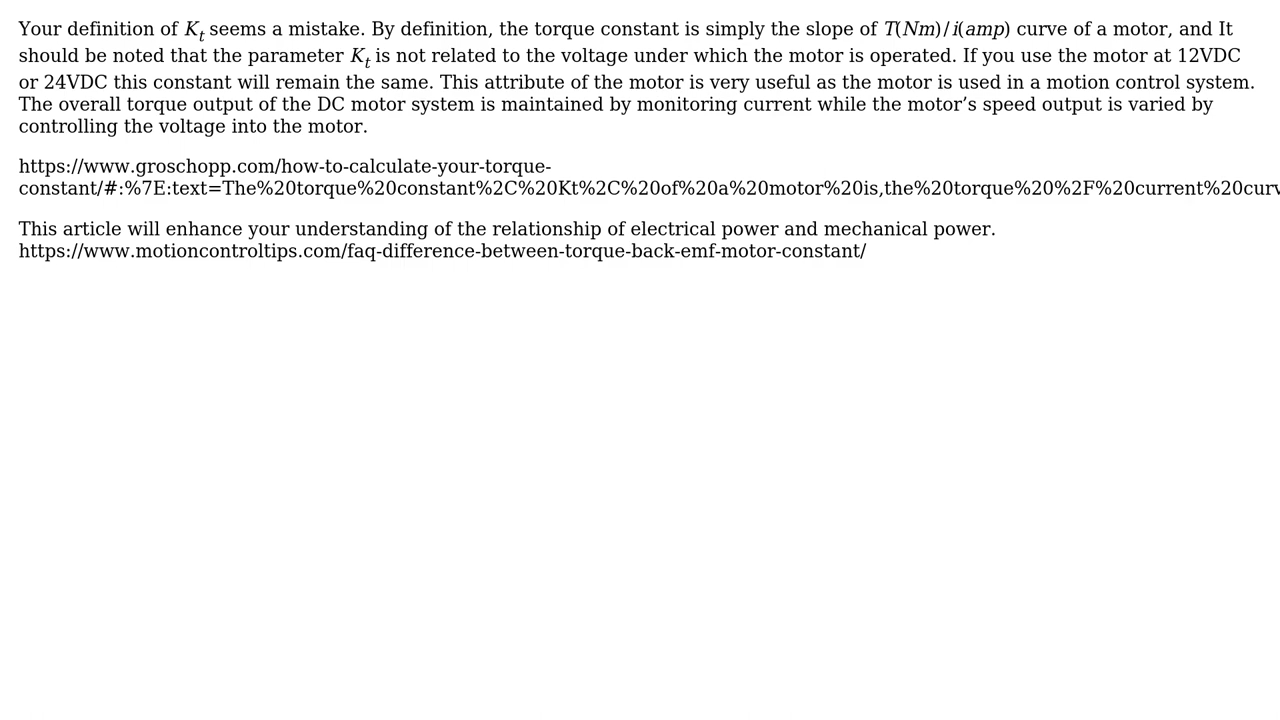 Your definition of K_t seems a mistake. By definition, the torque constant is simply the slope of T(Nm)/i(amp) curve of a motor, and It
should be noted that the parameter K_t is not related to the voltage under which the motor is operated. If you use the motor at 12VDC
or 24VDC this constant will remain the same. This attribute of the motor is very useful as the motor is used in a motion control system.
The overall torque output of the DC motor system is maintained by monitoring current while the motor’s speed output is varied by
controlling the voltage into the motor.
https://www.groschopp.com/how-to-calculate-your-torque-
constant/#:%7E:text=The%20torque%20constant%2C%20Kt%2C%20of%20a%20motor%20is,the%20torque%20%2F%20current%20curv
This article will enhance your understanding of the relationship of electrical power and mechanical power.
https://www.motioncontroltips.com/faq-difference-between-torque-back-emf-motor-constant/